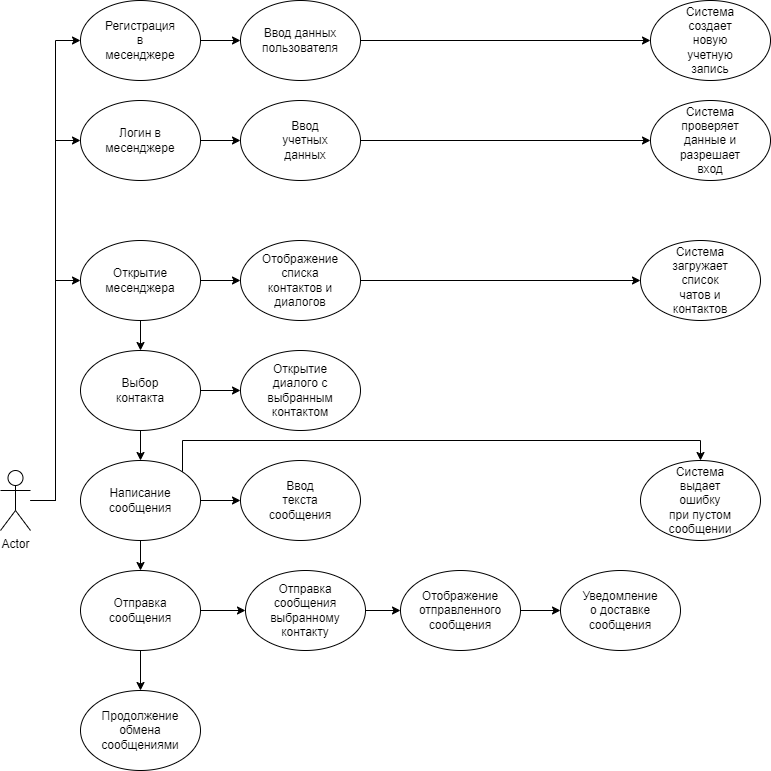 Регистрация
в
месенджере
Ввод данных
пользователя
Система
создает
новую
учетную
запись
Логин в
месенджере
Ввод
учетных
данных
Система
проверяет
данные и
разрешает
вход
Открытие
месенджера
Отображение
списка
контактов и
диалогов
Система
загружает
список
чатов и
контактов
Выбор
контакта
Открытие
диалого с
выбранным
контактом
Написание
сообщения
Ввод
текста
сообщения
Система
выдает
ошибку
при пустом
сообщении
Actor
Отправка
сообщения
Отправка
сообщения
выбранному
контакту
Отображение
отправленного
сообщения
Уведомление
о доставке
сообщения
Продолжение
обмена
сообщениями